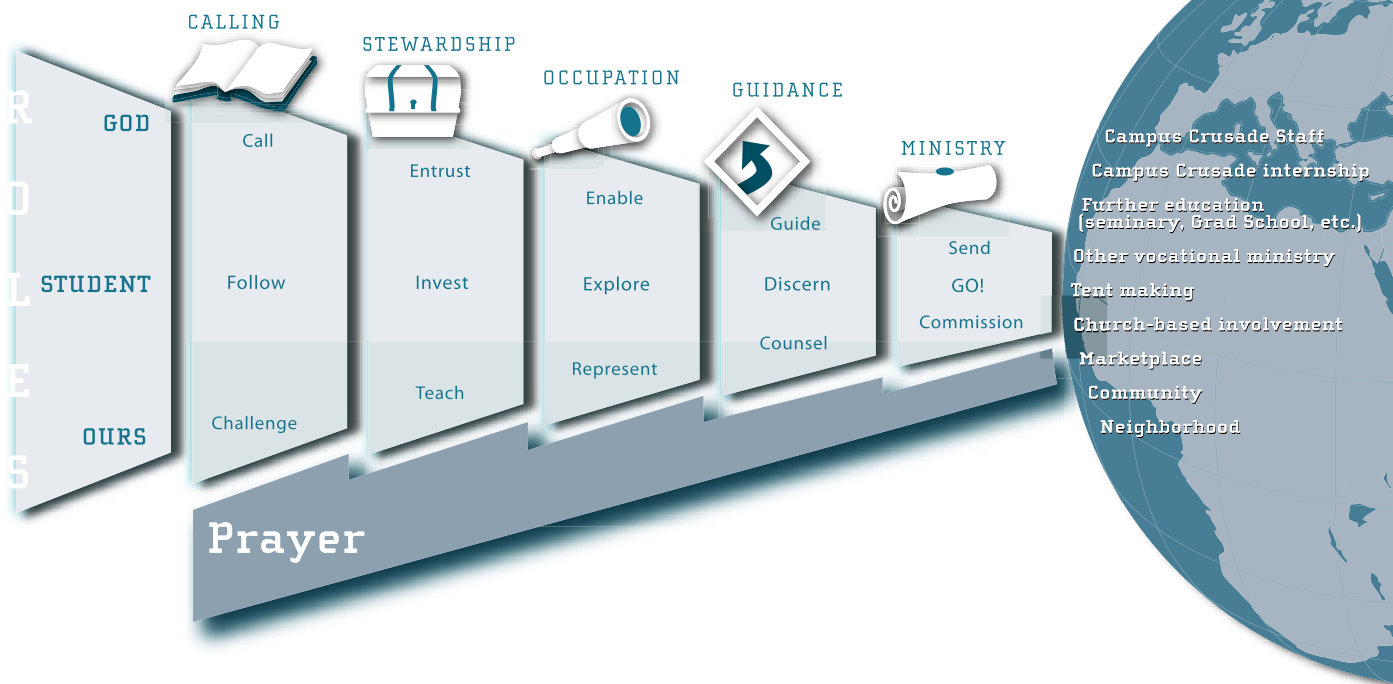 R
O
L
E
S
GOD
STUDENT
OURS
CALLING
Call
Follow
Challenge
STEWARDSHIP
Entrust
Invest
Teach
OCCUPATION
Enable
Explore
Represent
GUIDANCE
Guide
Discern
Counsel
MINISTRY
Send
GO!
Commission
Prayer
Campus Crusade Staff
Campus Crusade internship
Further education
(seminary, Grad School, etc.)
Other vocational ministry
Tent making
Church-based involvement
Marketplace
Community
Neighborhood